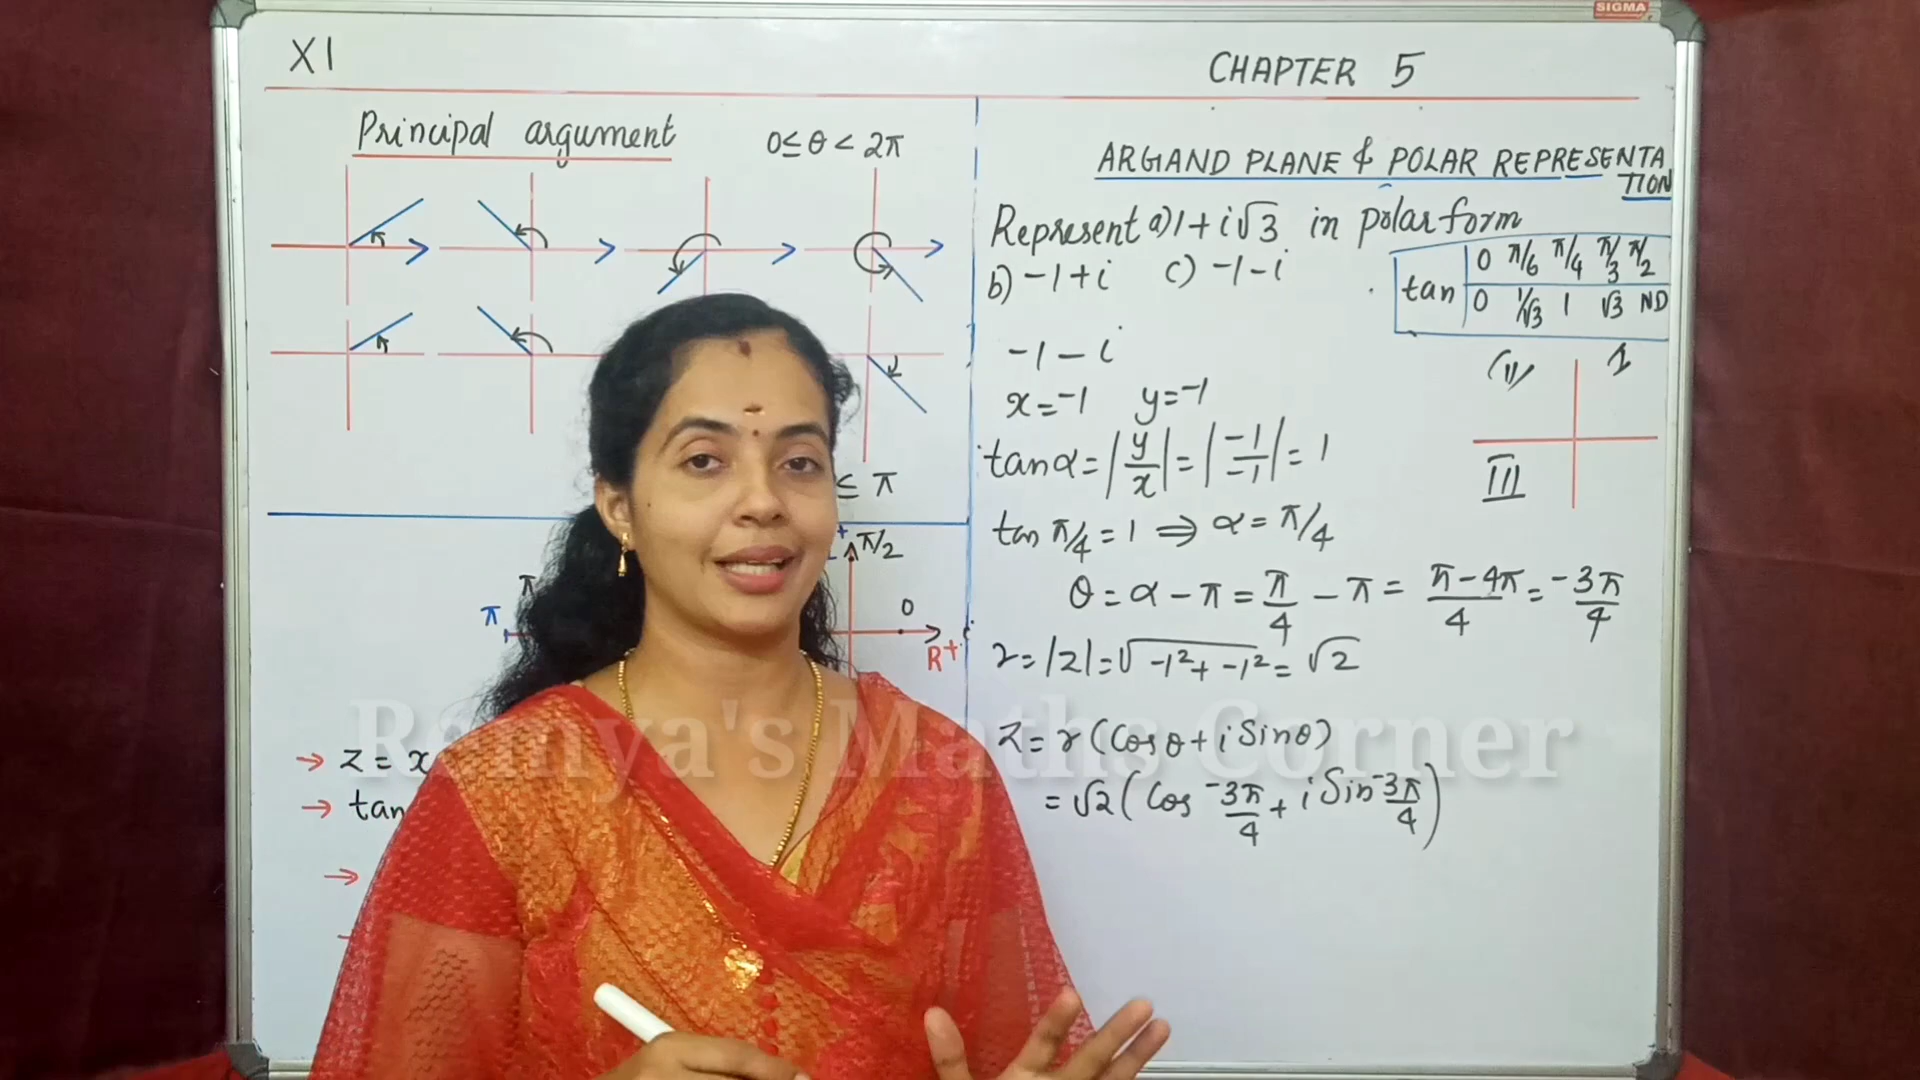 SIGMA
XI
CHAPTER 5
Principal argument 0≤θ<2π
≤ π
+
π/2
π
π
0
R+
→ z = x
→ tan
→
ARGAND PLANE & POLAR REPRESENTA
TION
Represent a) 1+i√3 in polar form
b) -1+i c) -1-i
tan | 0 π/6 π/4 π/3 π/2
0 1/√3 1 √3 ND
II I
III
-1-i
x=-1 y=-1
tanα = |y/x| = |-1/-1| = 1
tan π/4 = 1 ⇒ α = π/4
θ = α - π = π/4 - π = π-4π/4 = -3π/4
r = |z| = √-1²+-1² = √2
z = r(Cosθ + i Sinθ)
= √2 (Cos -3π/4 + i Sin -3π/4)
Ramya's Maths Corner